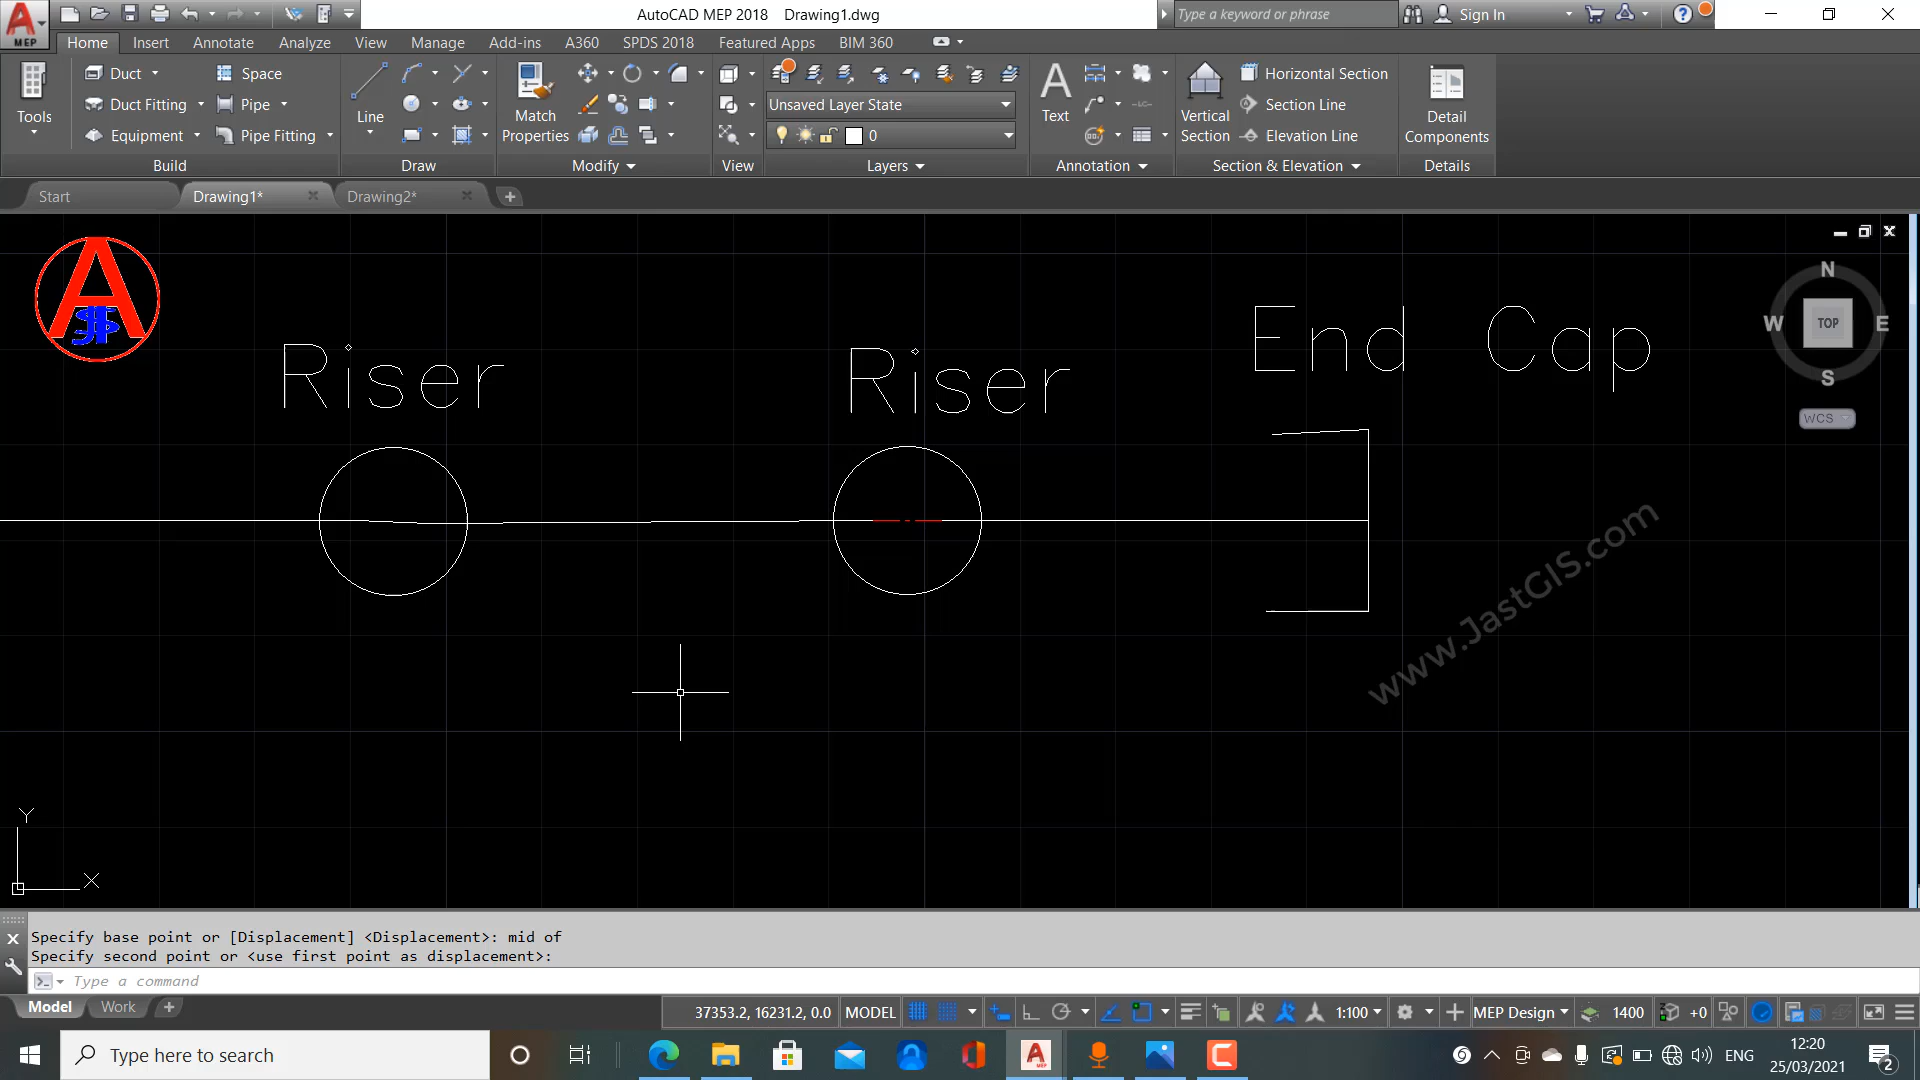 AutoCAD MEP 2018 Drawing1.dwg
Type a keyword or phrase
Sign In
MEP
Home Insert Annotate Analyze View Manage Add-ins A360 SPDS 2018 Featured Apps BIM 360
Tools
Duct
Duct Fitting
Equipment
Space
Pipe
Pipe Fitting
Build
Line
Draw
Match
Properties
Modify
View
Unsaved Layer State
0
Layers
Text
Annotation
Vertical
Section
Horizontal Section
Section Line
Elevation Line
Section & Elevation
Detail
Components
Details
Start Drawing1* Drawing2*
A
N
W TOP E
S
WCS
Riser Riser End Cap
www.JastGIS.com
Y
X
Specify base point or [Displacement] <Displacement>: mid of
Specify second point or <use first point as displacement>:
Type a command
Model Work
37353.2, 16231.2, 0.0 MODEL 1:100 MEP Design 1400 +0
Type here to search
ENG
12:20
25/03/2021
2